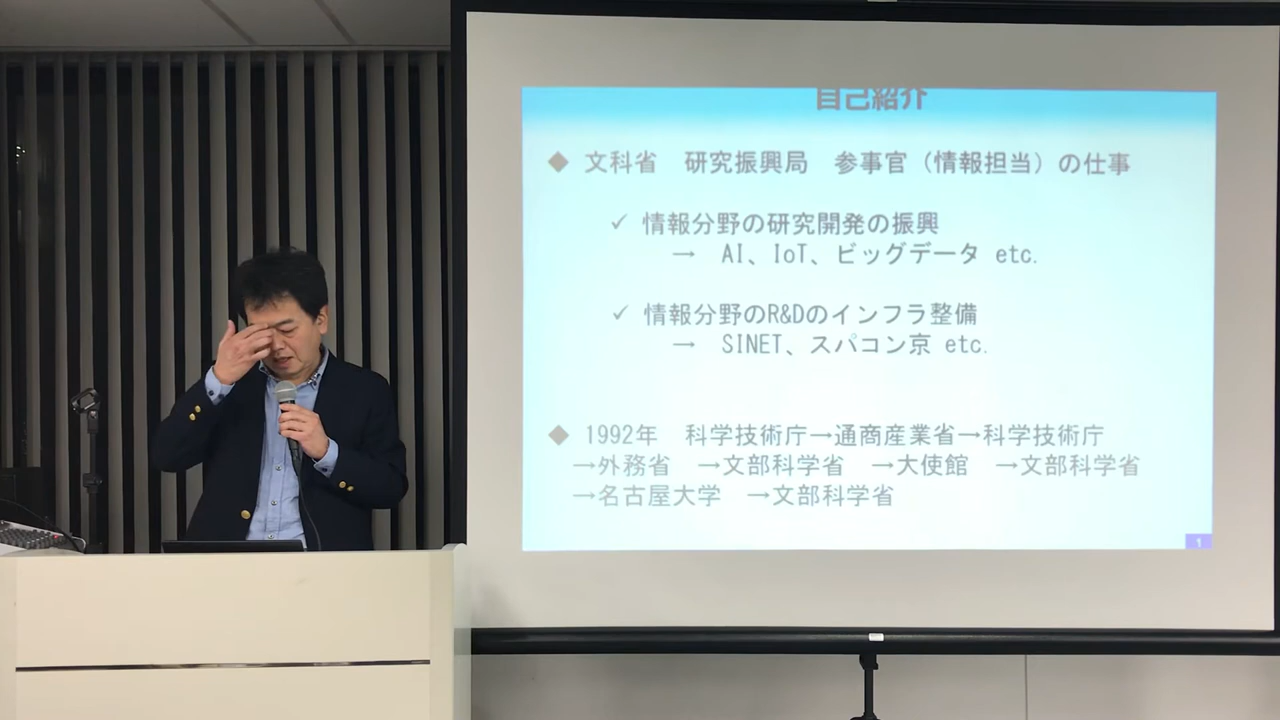 自己紹介
◆ 文科省　研究振興局　参事官（情報担当）の仕事
✓ 情報分野の研究開発の振興
→　AI、IoT、ビッグデータ etc.
✓ 情報分野のR&Dのインフラ整備
→　SINET、スパコン京 etc.
◆ 1992年　科学技術庁→通商産業省→科学技術庁
→外務省　→文部科学省　→大使館　→文部科学省
→名古屋大学　→文部科学省
1